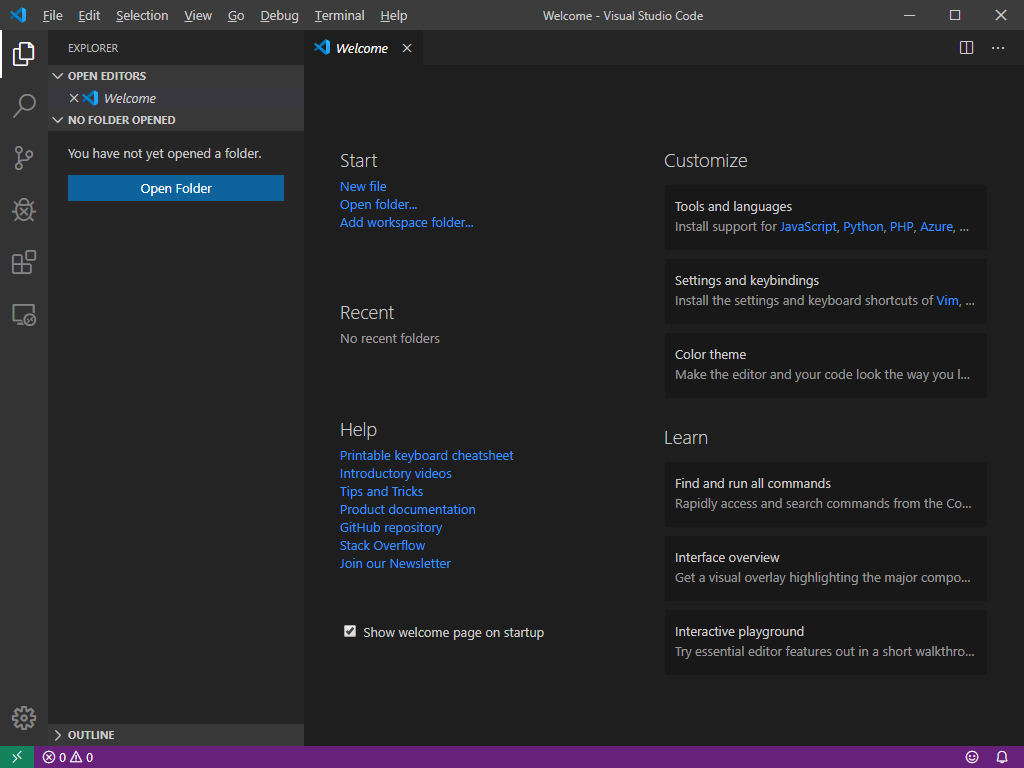 File Edit Selection View Go Debug Terminal Help Welcome - Visual Studio Code
EXPLORER
OPEN EDITORS
Welcome
NO FOLDER OPENED
You have not yet opened a folder.
Open Folder
OUTLINE
Welcome
Start
New file
Open folder...
Add workspace folder...
Recent
No recent folders
Help
Printable keyboard cheatsheet
Introductory videos
Tips and Tricks
Product documentation
GitHub repository
Stack Overflow
Join our Newsletter
Show welcome page on startup
Customize
Tools and languages
Install support for JavaScript, Python, PHP, Azure, ...
Settings and keybindings
Install the settings and keyboard shortcuts of Vim, ...
Color theme
Make the editor and your code look the way you l...
Learn
Find and run all commands
Rapidly access and search commands from the Co...
Interface overview
Get a visual overlay highlighting the major compo...
Interactive playground
Try essential editor features out in a short walkthro...
0 0